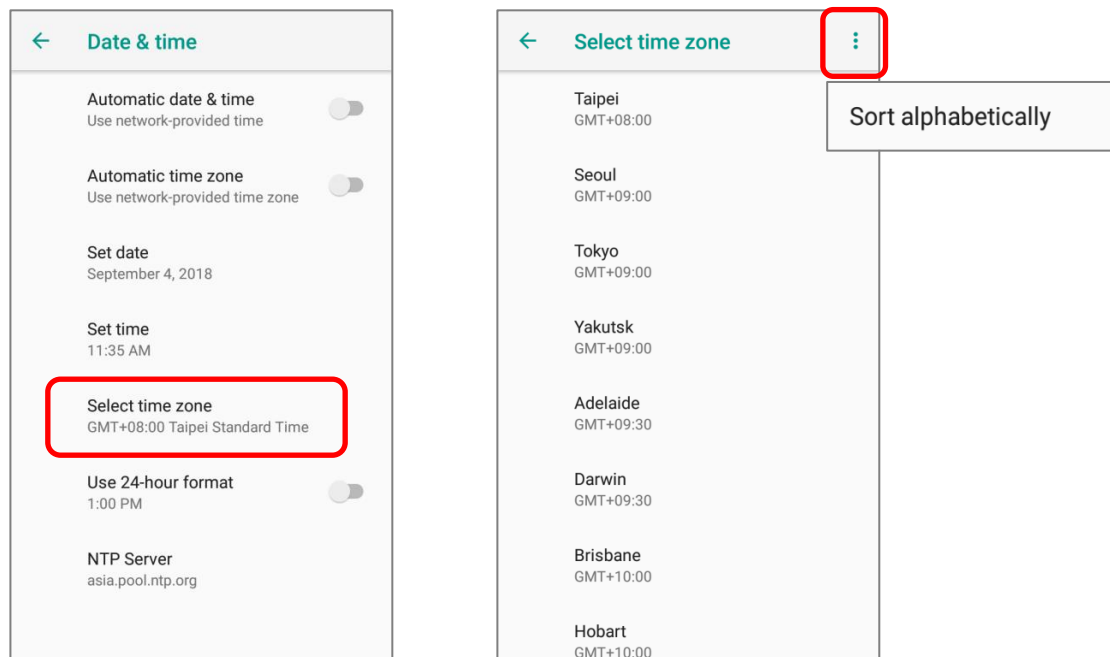 Date & time
Automatic date & time
Use network-provided time
Automatic time zone
Use network-provided time zone
Set date
September 4, 2018
Set time
11:35 AM
Select time zone
GMT+08:00 Taipei Standard Time
Use 24-hour format
1:00 PM
NTP Server
asia.pool.ntp.org
Select time zone
Sort alphabetically
Taipei
GMT+08:00
Seoul
GMT+09:00
Tokyo
GMT+09:00
Yakutsk
GMT+09:00
Adelaide
GMT+09:30
Darwin
GMT+09:30
Brisbane
GMT+10:00
Hobart
GMT+10:00